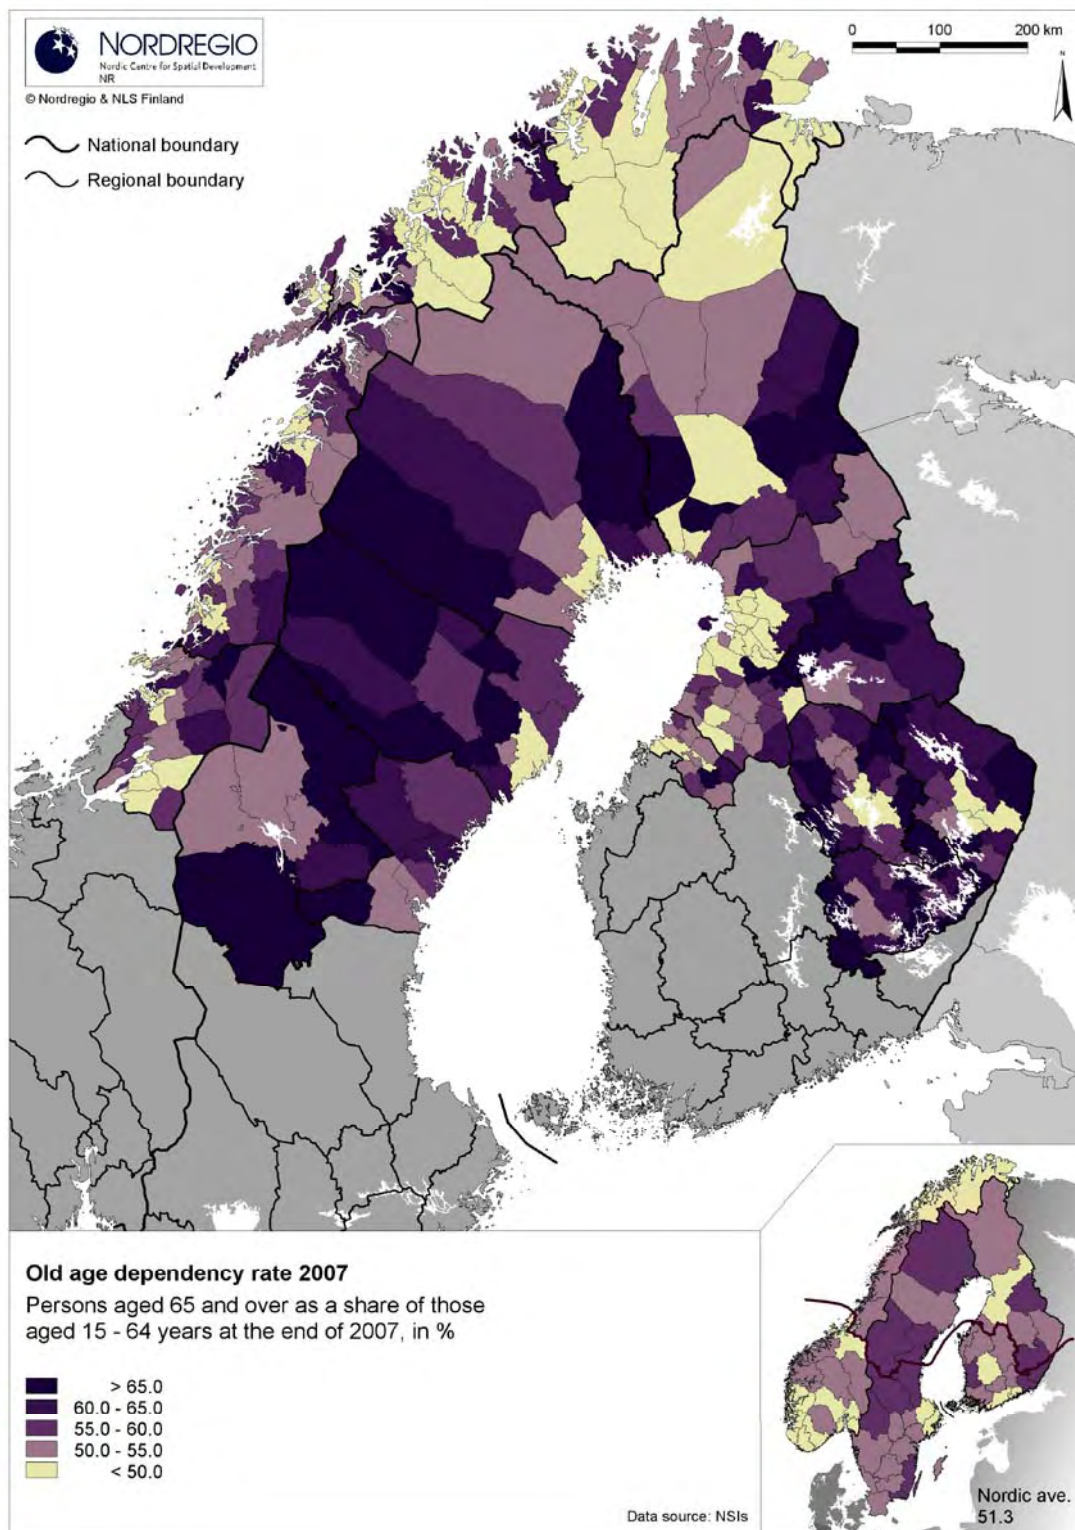 NORDREGIO
Nordic Centre for Spatial Development
NR
© Nordregio & NLS Finland
National boundary
Regional boundary
0 100 200 km
N
Old age dependency rate 2007
Persons aged 65 and over as a share of those
aged 15 - 64 years at the end of 2007, in %
> 65.0
60.0 - 65.0
55.0 - 60.0
50.0 - 55.0
< 50.0
Data source: NSIs
Nordic ave.
51.3